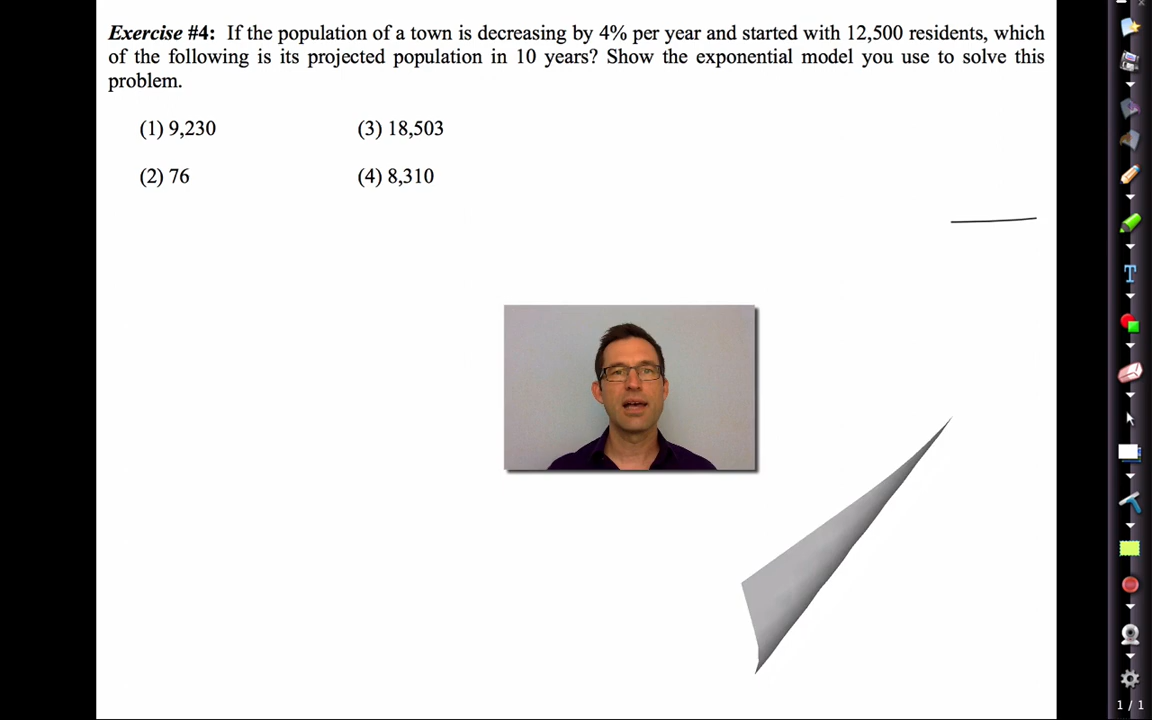 Exercise #4: If the population of a town is decreasing by 4% per year and started with 12,500 residents, which
of the following is its projected population in 10 years? Show the exponential model you use to solve this
problem.
(1) 9,230 (3) 18,503
(2) 76 (4) 8,310
T
1 / 1